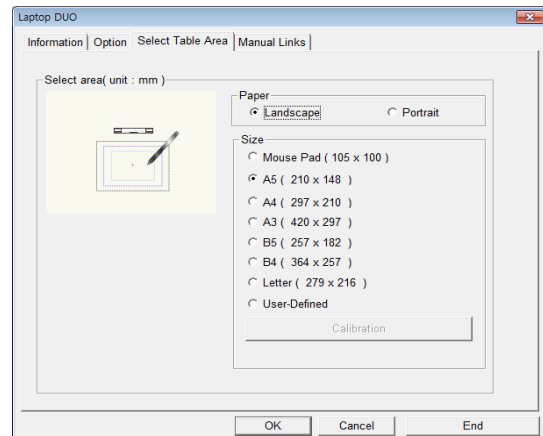 Laptop DUO
Information Option Select Table Area Manual Links
Select area( unit : mm )
Paper
Landscape Portrait
Size
Mouse Pad ( 105 x 100 )
A5 ( 210 x 148 )
A4 ( 297 x 210 )
A3 ( 420 x 297 )
B5 ( 257 x 182 )
B4 ( 364 x 257 )
Letter ( 279 x 216 )
User-Defined
Calibration
OK Cancel End